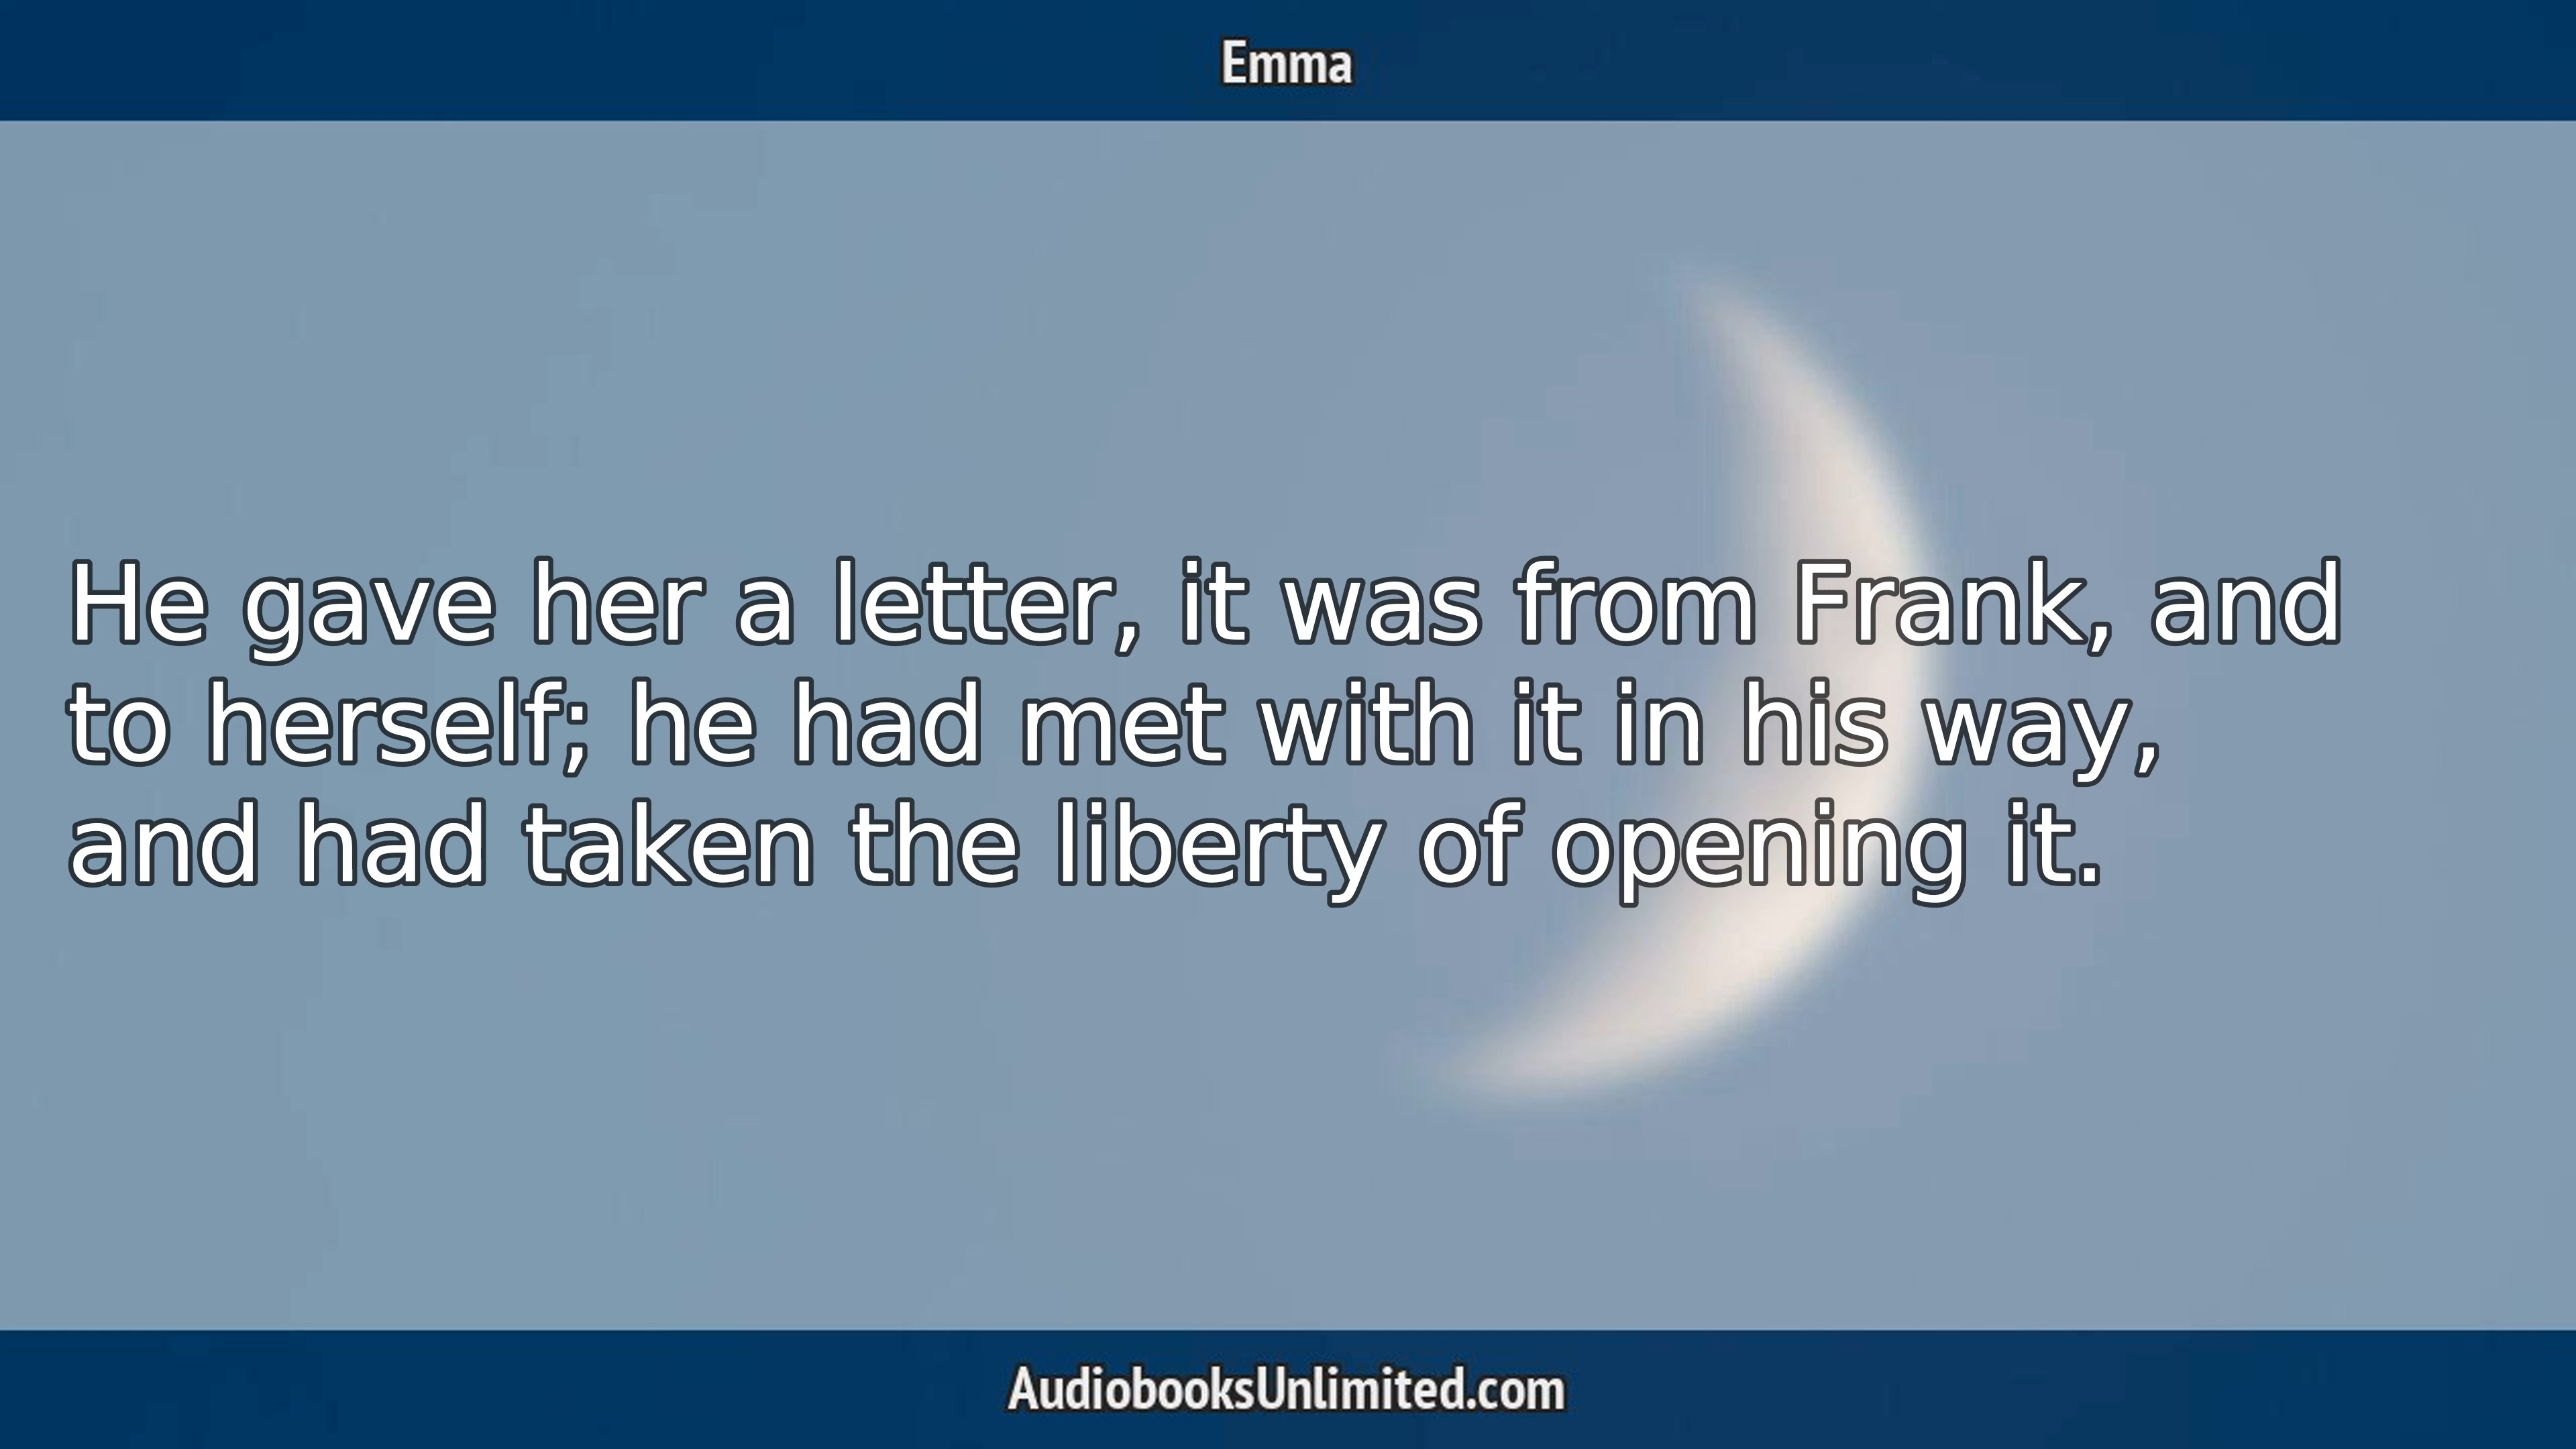 Emma
He gave her a letter, it was from Frank, and
to herself; he had met with it in his way,
and had taken the liberty of opening it.
AudiobooksUnlimited.com